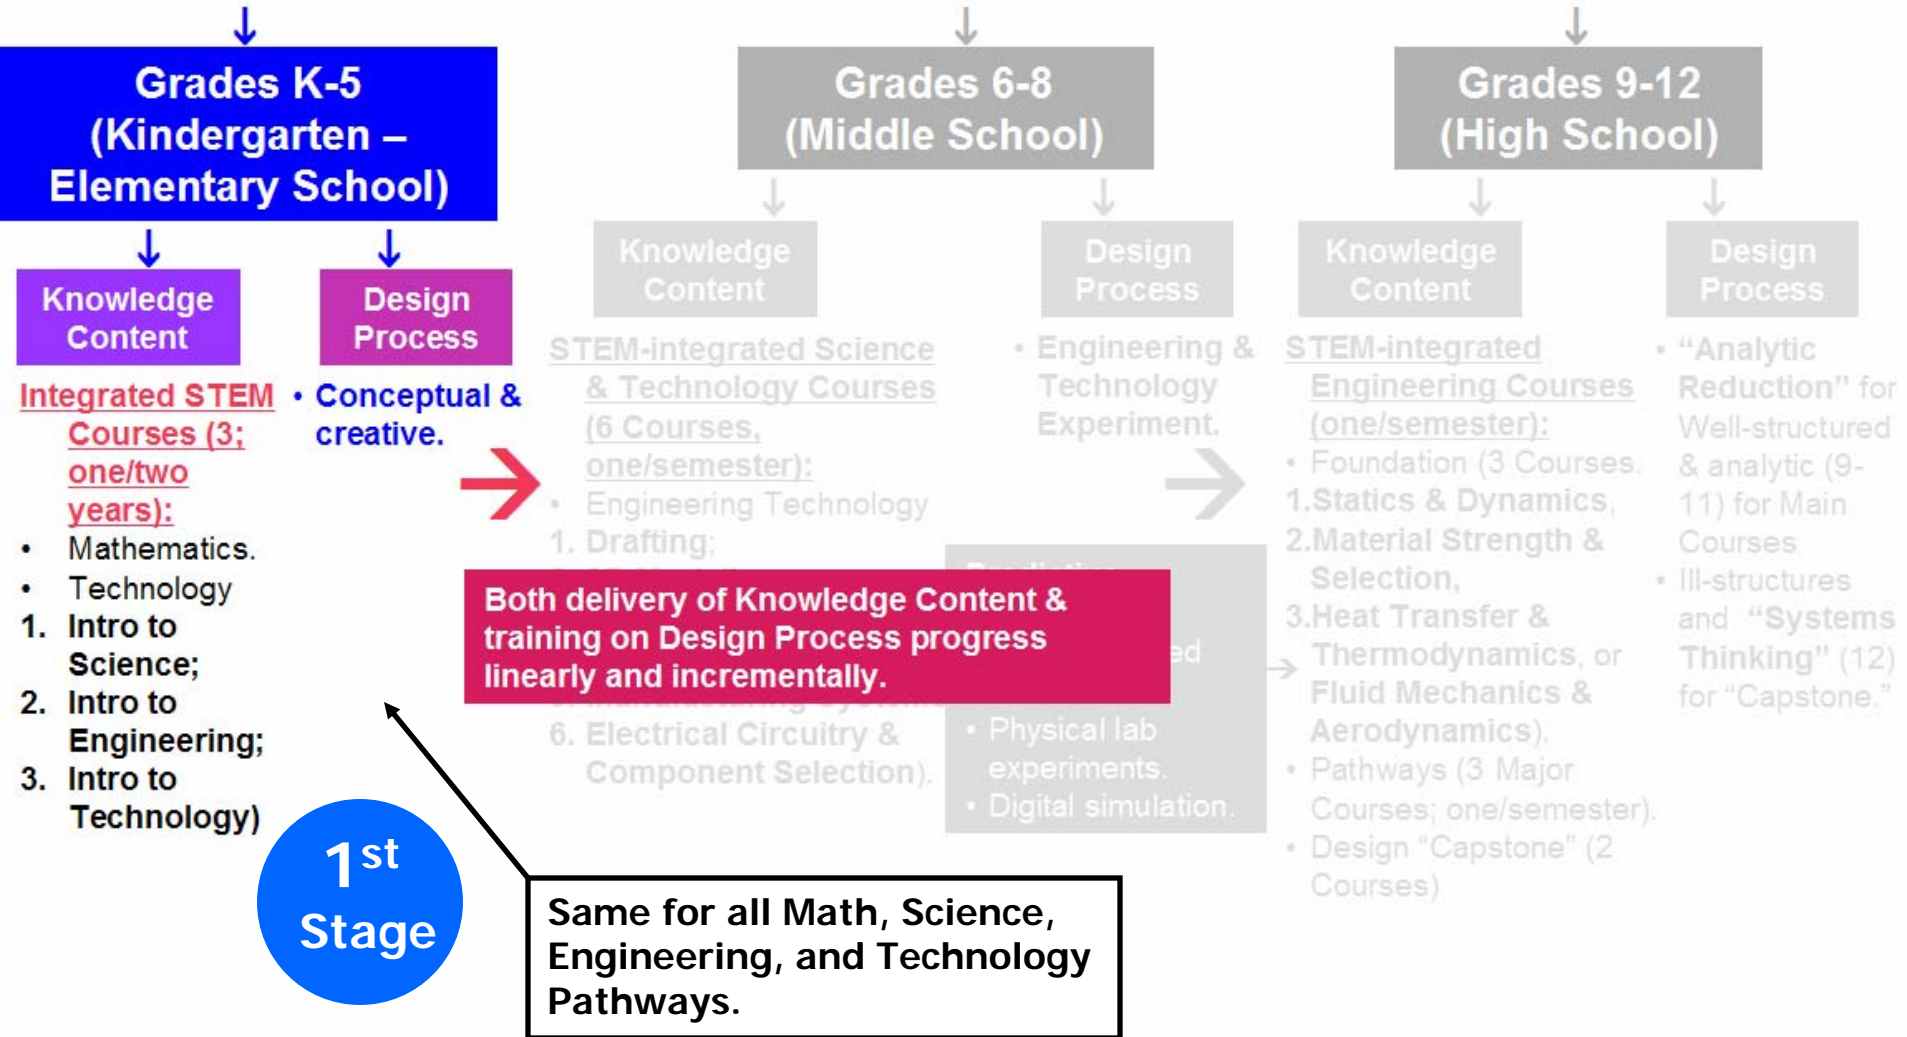 Grades K-5
(Kindergarten –
Elementary School)
Knowledge
Content
Design
Process
Integrated STEM
Courses (3;
one/two
years):
• Mathematics.
• Technology
1. Intro to
Science;
2. Intro to
Engineering;
3. Intro to
Technology)
• Conceptual &
creative.
1st
Stage
Grades 6-8
(Middle School)
Knowledge
Content
Design
Process
STEM-integrated Science
& Technology Courses
(6 Courses,
one/semester):
• Engineering Technology
1. Drafting;
6. Electrical Circuitry &
Component Selection).
• Engineering &
Technology
Experiment.
Both delivery of Knowledge Content &
training on Design Process progress
linearly and incrementally.
• Physical lab
experiments.
• Digital simulation.
Same for all Math, Science,
Engineering, and Technology
Pathways.
Grades 9-12
(High School)
Knowledge
Content
Design
Process
STEM-integrated
Engineering Courses
(one/semester):
• Foundation (3 Courses.
1.Statics & Dynamics,
2.Material Strength &
Selection,
3.Heat Transfer &
Thermodynamics, or
Fluid Mechanics &
Aerodynamics).
• Pathways (3 Major
Courses; one/semester).
• Design “Capstone” (2
Courses)
• “Analytic
Reduction” for
Well-structured
& analytic (9-
11) for Main
Courses
• Ill-structures
and “Systems
Thinking” (12)
for “Capstone.”